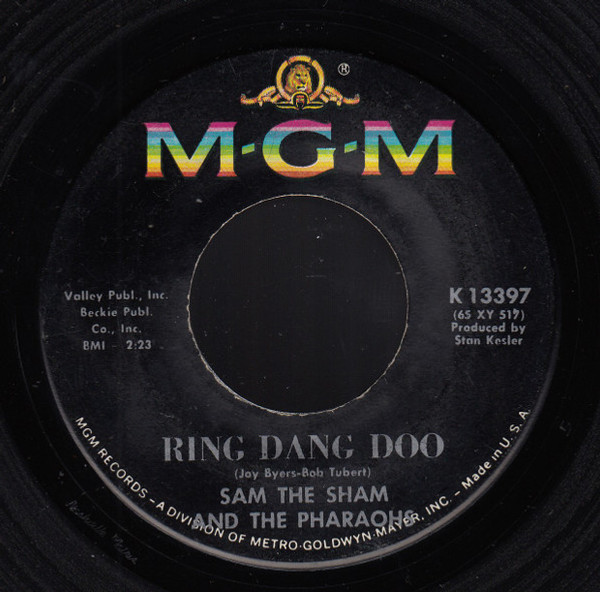 ®
M·G·M
Valley Publ., Inc.
Beckie Publ.
Co., Inc.
BMI - 2:23
K 13397
(65 XY 517)
Produced by
Stan Kesler
RING DANG DOO
(Joy Byers-Bob Tubert)
SAM THE SHAM
AND THE PHARAOHS
MGM RECORDS – A DIVISION OF METRO-GOLDWYN-MAYER, INC. – Made in U.S.A.